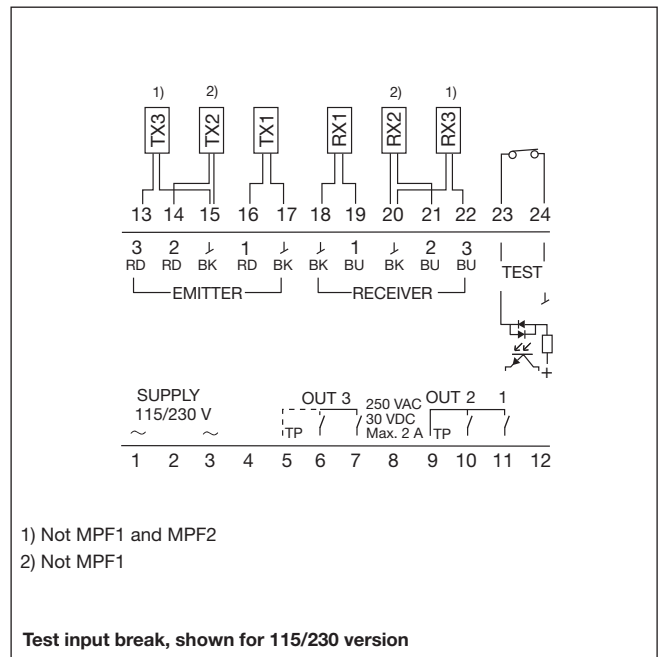 1) 2) 2) 1)
TX3 TX2 TX1 RX1 RX2 RX3
13 14 15 16 17 18 19 20 21 22 23 24
3 2 1 1 2 3
RD RD BK RD BK BK BU BK BU BU
EMITTER RECEIVER TEST
+
SUPPLY
115/230 V
OUT 3 250 VAC OUT 2 1
30 VDC
TP Max. 2 A TP
~ ~
1 2 3 4 5 6 7 8 9 10 11 12
1) Not MPF1 and MPF2
2) Not MPF1
Test input break, shown for 115/230 version